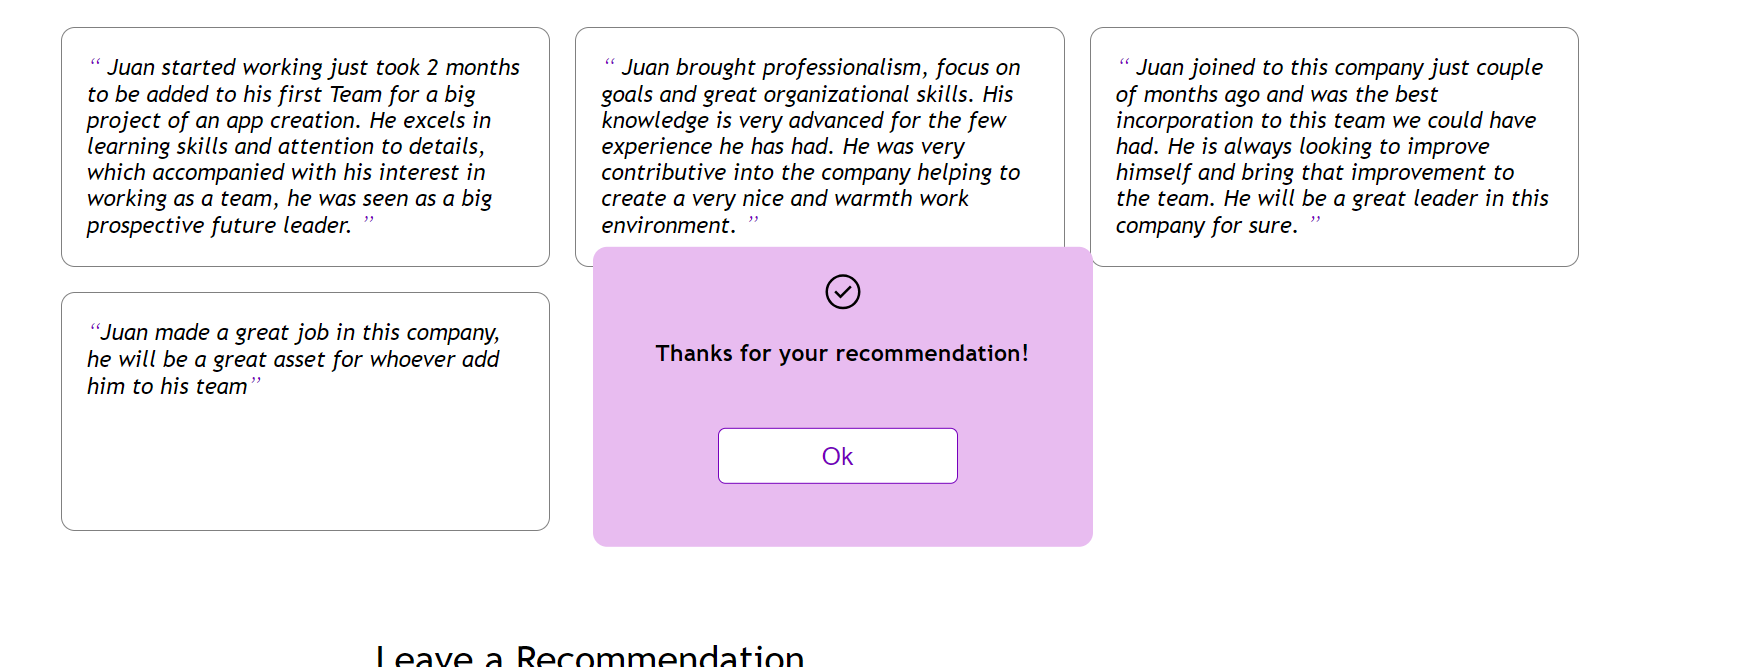 “ Juan started working just took 2 months
to be added to his first Team for a big
project of an app creation. He excels in
learning skills and attention to details,
which accompanied with his interest in
working as a team, he was seen as a big
prospective future leader. ”
“ Juan brought professionalism, focus on
goals and great organizational skills. His
knowledge is very advanced for the few
experience he has had. He was very
contributive into the company helping to
create a very nice and warmth work
environment. ”
“ Juan joined to this company just couple
of months ago and was the best
incorporation to this team we could have
had. He is always looking to improve
himself and bring that improvement to
the team. He will be a great leader in this
company for sure. ”
“Juan made a great job in this company,
he will be a great asset for whoever add
him to his team”
Thanks for your recommendation!
Ok
Leave a Recommendation